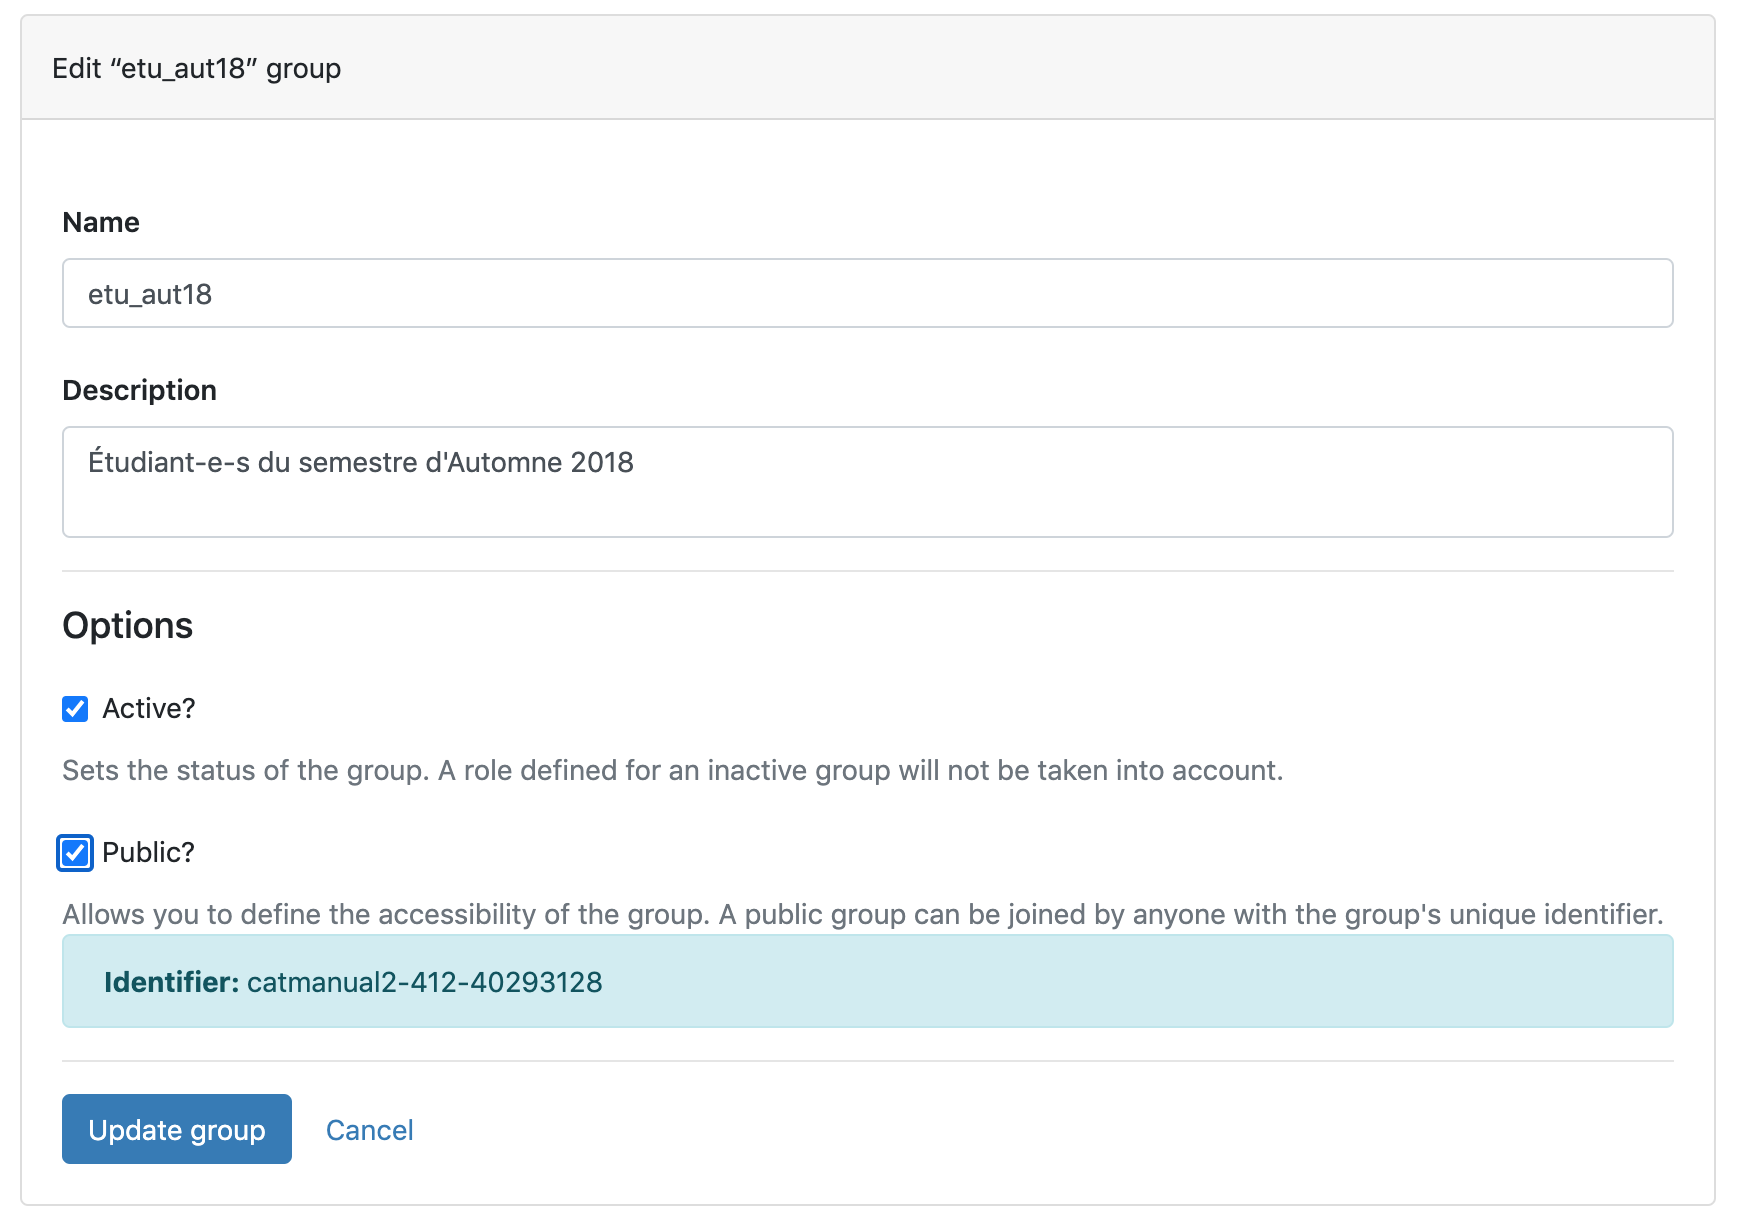 Edit “etu_aut18” group
Name
etu_aut18
Description
Étudiant-e-s du semestre d'Automne 2018
Options
Active?
Sets the status of the group. A role defined for an inactive group will not be taken into account.
Public?
Allows you to define the accessibility of the group. A public group can be joined by anyone with the group's unique identifier.
Identifier: catmanual2-412-40293128
Update group Cancel